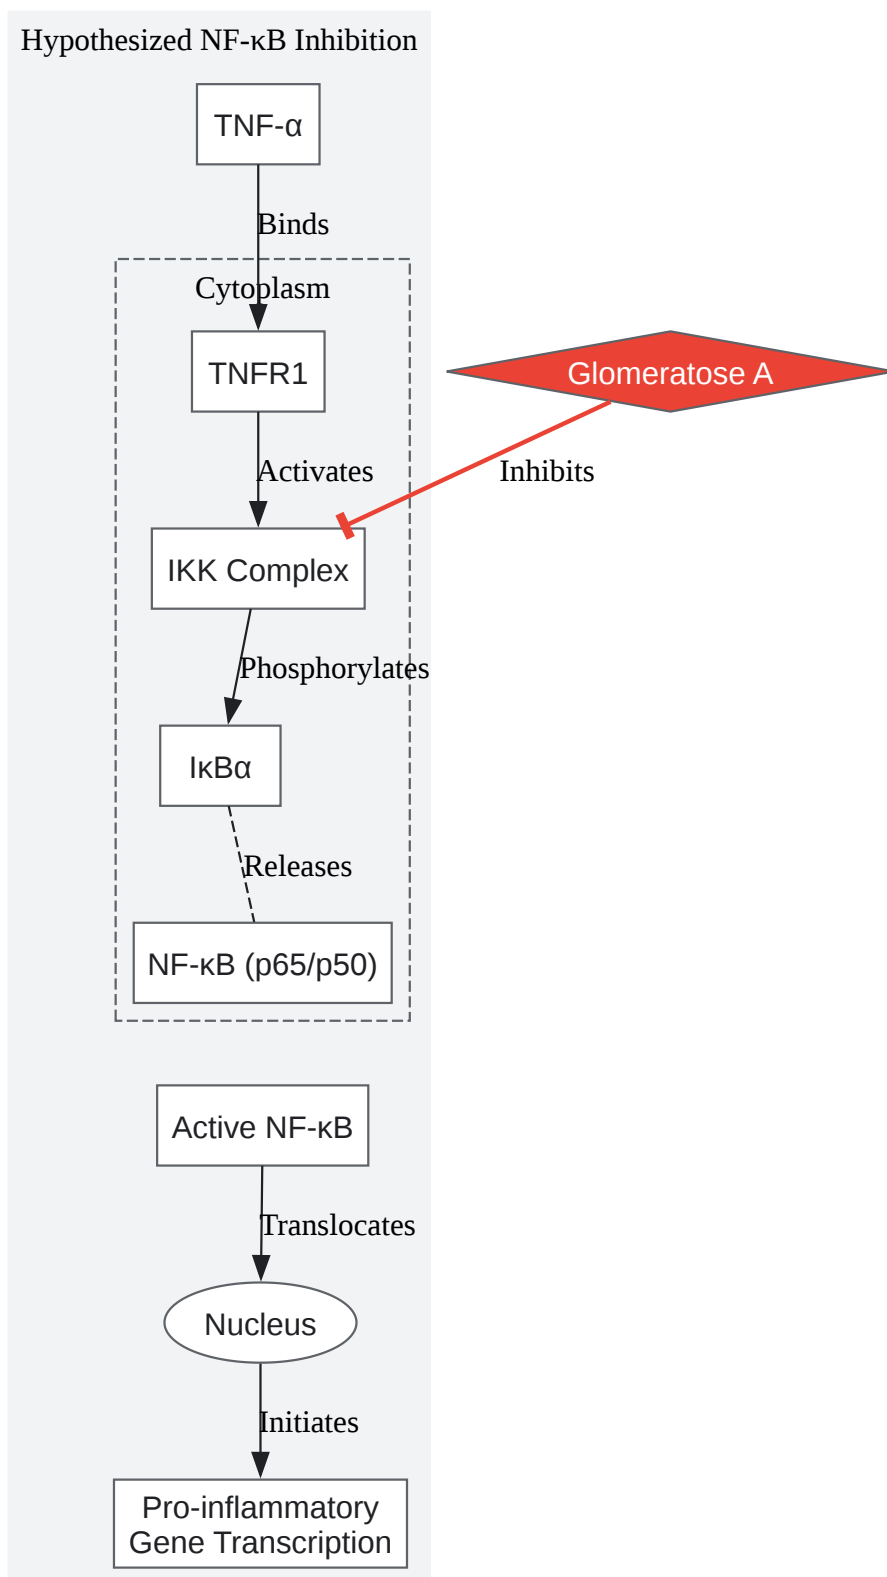 Hypothesized NF-κB Inhibition
TNF-α
Binds
Cytoplasm
TNFR1
Glomeratose A
Activates
Inhibits
IKK Complex
Phosphorylates
IκBα
Releases
NF-κB (p65/p50)
Active NF-κB
Translocates
Nucleus
Initiates
Pro-inflammatory
Gene Transcription